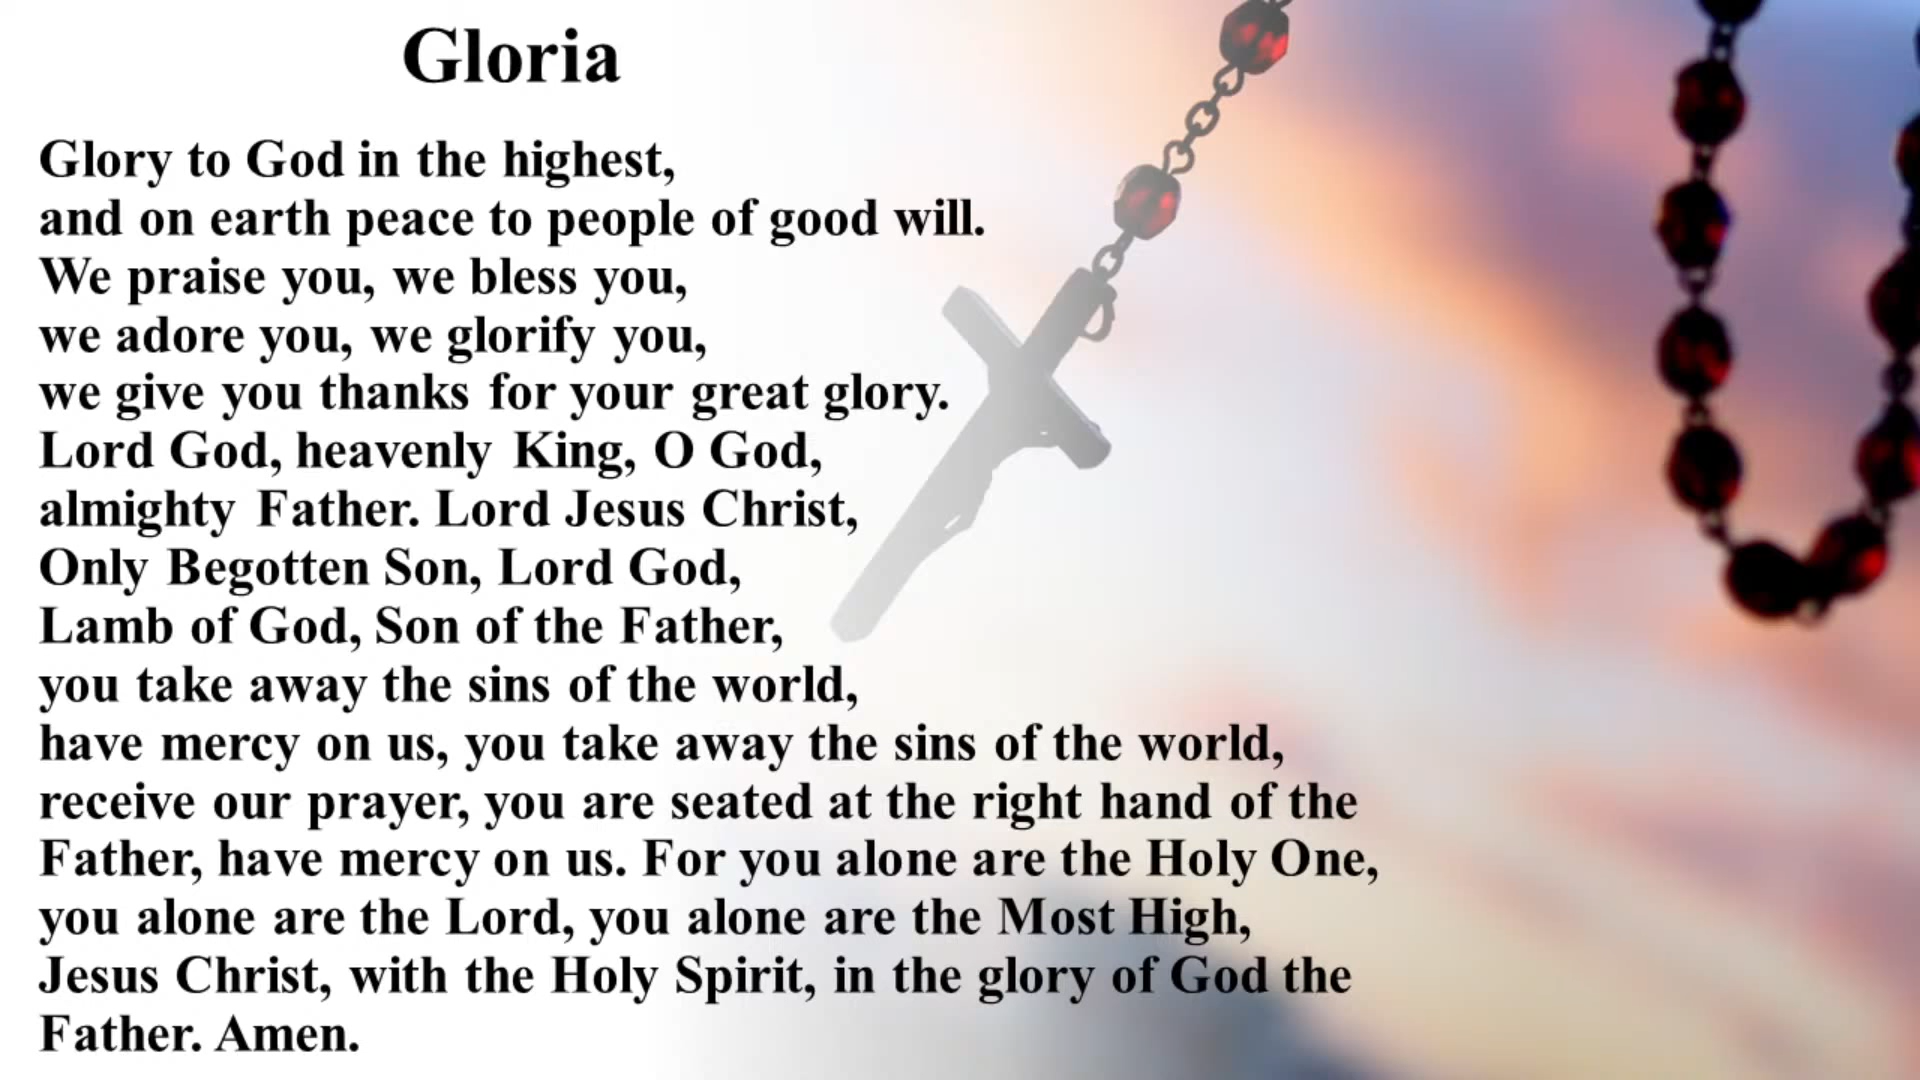 Gloria
Glory to God in the highest,
and on earth peace to people of good will.
We praise you, we bless you,
we adore you, we glorify you,
we give you thanks for your great glory.
Lord God, heavenly King, O God,
almighty Father. Lord Jesus Christ,
Only Begotten Son, Lord God,
Lamb of God, Son of the Father,
you take away the sins of the world,
have mercy on us, you take away the sins of the world,
receive our prayer, you are seated at the right hand of the
Father, have mercy on us. For you alone are the Holy One,
you alone are the Lord, you alone are the Most High,
Jesus Christ, with the Holy Spirit, in the glory of God the
Father. Amen.